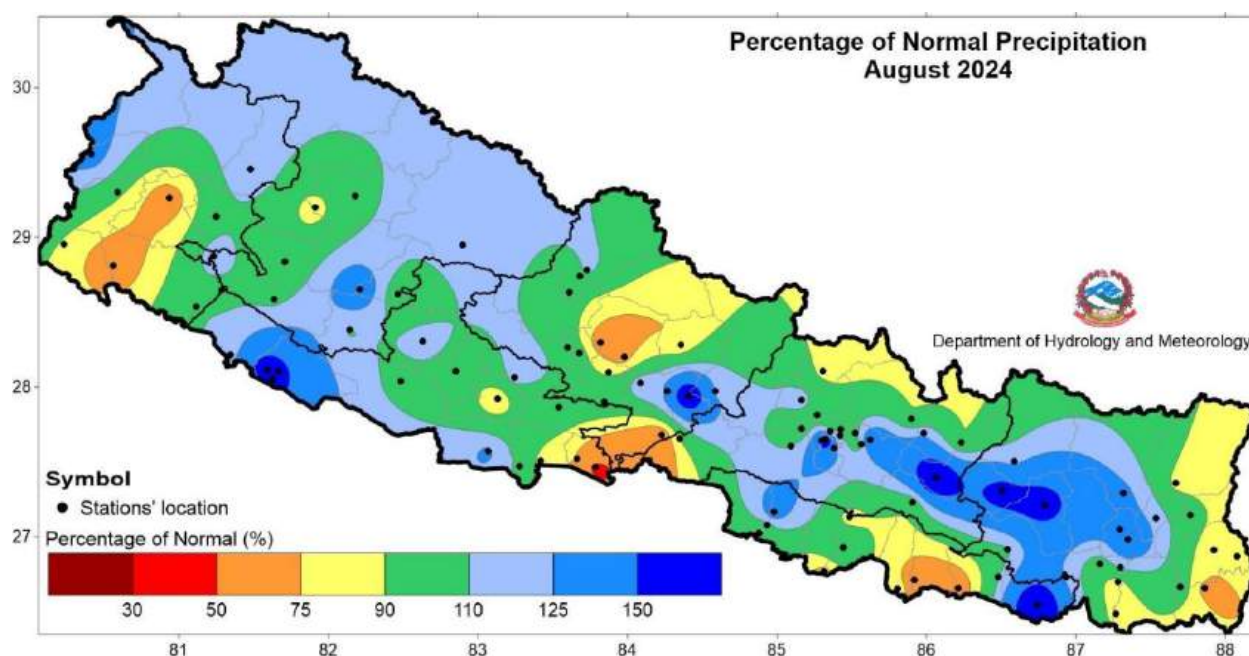 Percentage of Normal Precipitation
August 2024
30
29
28
27
Department of Hydrology and Meteorology
Symbol
Stations' location
Percentage of Normal (%)
30 50 75 90 110 125 150
81 82 83 84 85 86 87 88